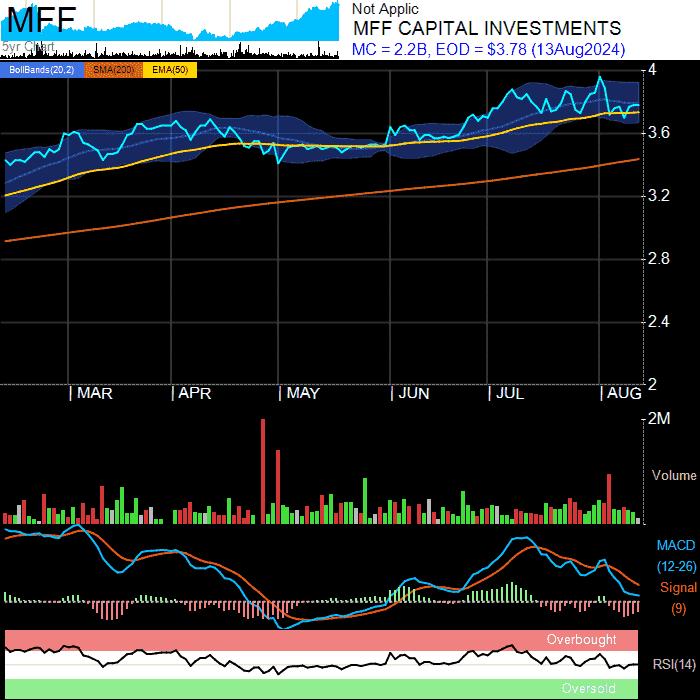 MFF
5yr Chart
Not Applic
MFF CAPITAL INVESTMENTS
MC = 2.2B, EOD = $3.78 (13Aug2024)
BollBands(20,2) SMA(200) EMA(50)
4
3.6
3.2
2.8
2.4
2
MAR APR MAY JUN JUL AUG
2M
Volume
MACD
(12-26)
Signal
(9)
Overbought
RSI(14)
Oversold